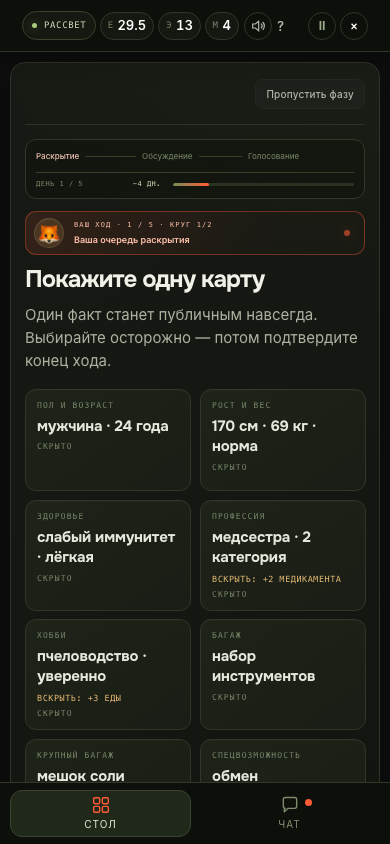 РАССВЕТ Е 29.5 Э 13 М 4 ?
Пропустить фазу
Раскрытие Обсуждение Голосование
ДЕНЬ 1 / 5 ~4 ДН.
ВАШ ХОД · 1 / 5 · КРУГ 1/2
Ваша очередь раскрытия
Покажите одну карту
Один факт станет публичным навсегда.
Выбирайте осторожно — потом подтвердите
конец хода.
ПОЛ И ВОЗРАСТ
мужчина · 24 года
СКРЫТО
РОСТ И ВЕС
170 см · 69 кг ·
норма
СКРЫТО
ЗДОРОВЬЕ
слабый иммунитет
· лёгкая
СКРЫТО
ПРОФЕССИЯ
медсестра · 2
категория
ВСКРЫТЬ: +2 МЕДИКАМЕНТА
СКРЫТО
ХОББИ
пчеловодство ·
уверенно
ВСКРЫТЬ: +3 ЕДЫ
СКРЫТО
БАГАЖ
набор
инструментов
СКРЫТО
КРУПНЫЙ БАГАЖ
мешок соли
СПЕЦВОЗМОЖНОСТЬ
обмен
СТОЛ
ЧАТ